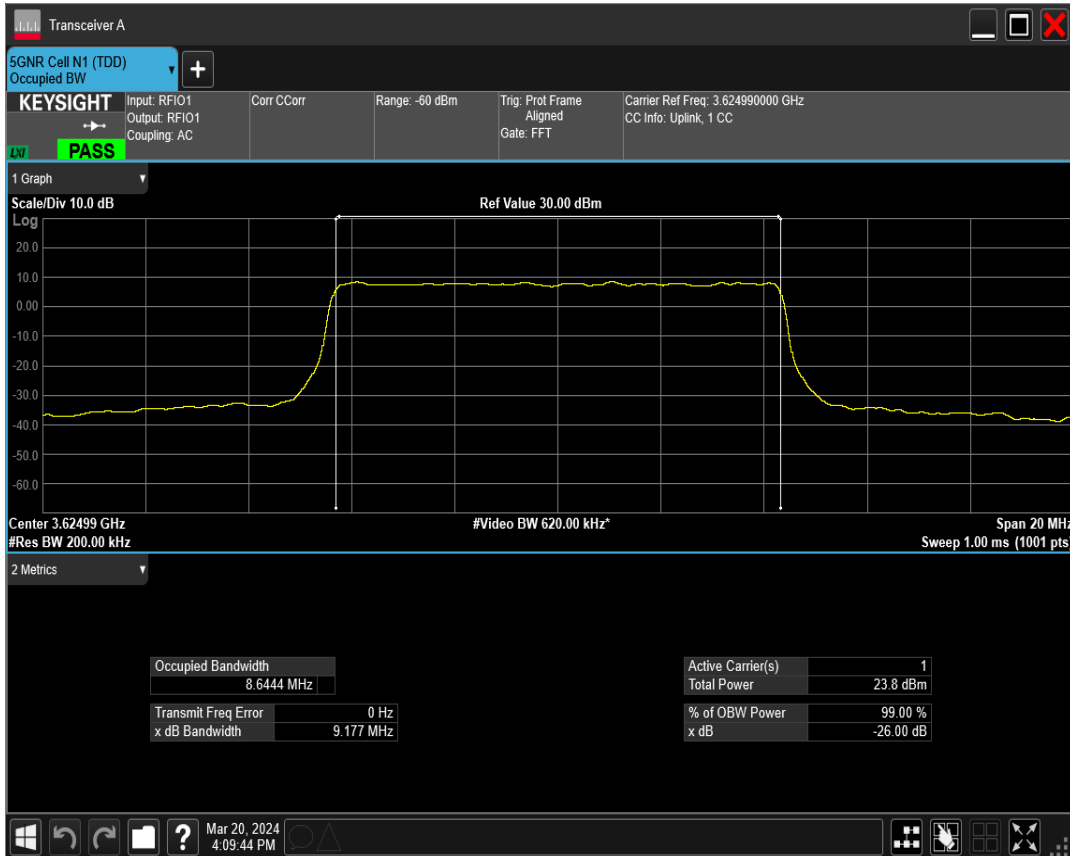 Transceiver A
5GNR Cell N1 (TDD)
Occupied BW
+
KEYSIGHT
LXI
PASS
Input: RFIO1
Output: RFIO1
Coupling: AC
Corr CCorr
Range: -60 dBm
Trig: Prot Frame
Aligned
Gate: FFT
Carrier Ref Freq: 3.624990000 GHz
CC Info: Uplink, 1 CC
1 Graph
Scale/Div 10.0 dB
Ref Value 30.00 dBm
Log
20.0
10.0
0.00
-10.0
-20.0
-30.0
-40.0
-50.0
-60.0
Center 3.62499 GHz
#Video BW 620.00 kHz*
Span 20 MHz
#Res BW 200.00 kHz
Sweep 1.00 ms (1001 pts)
2 Metrics
Occupied Bandwidth
8.6444 MHz
Transmit Freq Error 0 Hz
x dB Bandwidth 9.177 MHz
Active Carrier(s) 1
Total Power 23.8 dBm
% of OBW Power 99.00 %
x dB -26.00 dB
?
Mar 20, 2024
4:09:44 PM